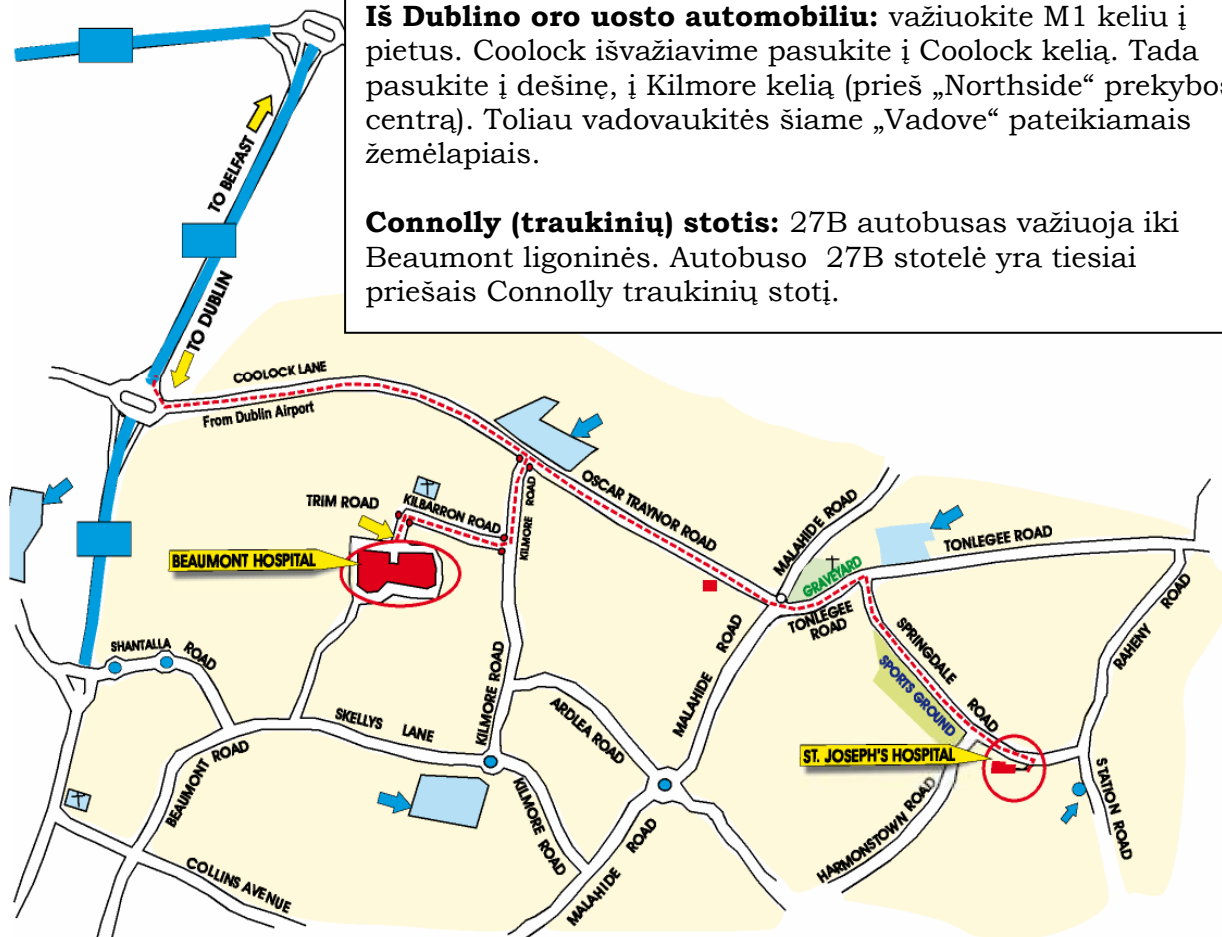 Iš Dublino oro uosto automobiliu: važiuokite M1 keliu į
pietus. Coolock išvažiavime pasukite į Coolock kelią. Tada
pasukite į dešinę, į Kilmore kelią (prieš „Northside“ prekybos
centrą). Toliau vadovaukitės šiame „Vadove“ pateikiamais
žemėlapiais.
Connolly (traukinių) stotis: 27B autobusas važiuoja iki
Beaumont ligoninės. Autobuso 27B stotelė yra tiesiai
priešais Connolly traukinių stotį.
TO BELFAST
TO DUBLIN
COOLOCK LANE
From Dublin Airport
OSCAR TRAYNOR ROAD
TRIM ROAD
KILBARRON ROAD
KILMORE ROAD
MALAHIDE ROAD
GRAVEYARD
TONLEGEE ROAD
TONLEGEE
ROAD
BEAUMONT HOSPITAL
SPRINGDALE ROAD
SPORTS GROUND
RAHENY ROAD
SHANTALLA ROAD
SKELLYS LANE
KILMORE ROAD
ARDLEA ROAD
MALAHIDE ROAD
ST. JOSEPH'S HOSPITAL
BEAUMONT ROAD
KILMORE ROAD
HARMONSTOWN ROAD
STATION ROAD
COLLINS AVENUE
MALAHIDE ROAD